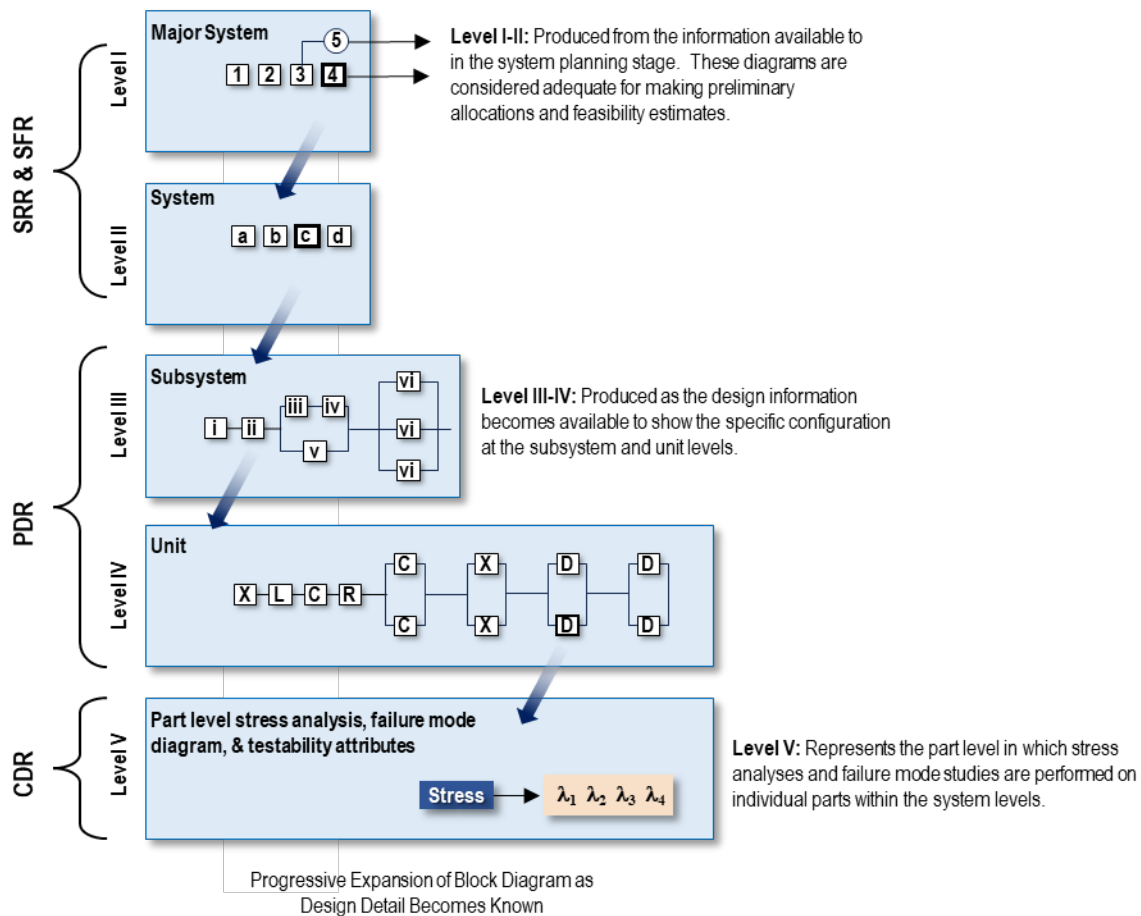 SRR & SFR
Level I
Major System
5
1 2 3 4
Level I-II: Produced from the information available to
in the system planning stage. These diagrams are
considered adequate for making preliminary
allocations and feasibility estimates.
Level II
System
a b c d
PDR
Level III
Subsystem
i ii iii iv v vi vi vi
Level III-IV: Produced as the design information
becomes available to show the specific configuration
at the subsystem and unit levels.
Level IV
Unit
C X D D
X L C R
C X D D
CDR
Level V
Part level stress analysis, failure mode
diagram, & testability attributes
Stress
λ1 λ2 λ3 λ4
Level V: Represents the part level in which stress
analyses and failure mode studies are performed on
individual parts within the system levels.
Progressive Expansion of Block Diagram as
Design Detail Becomes Known